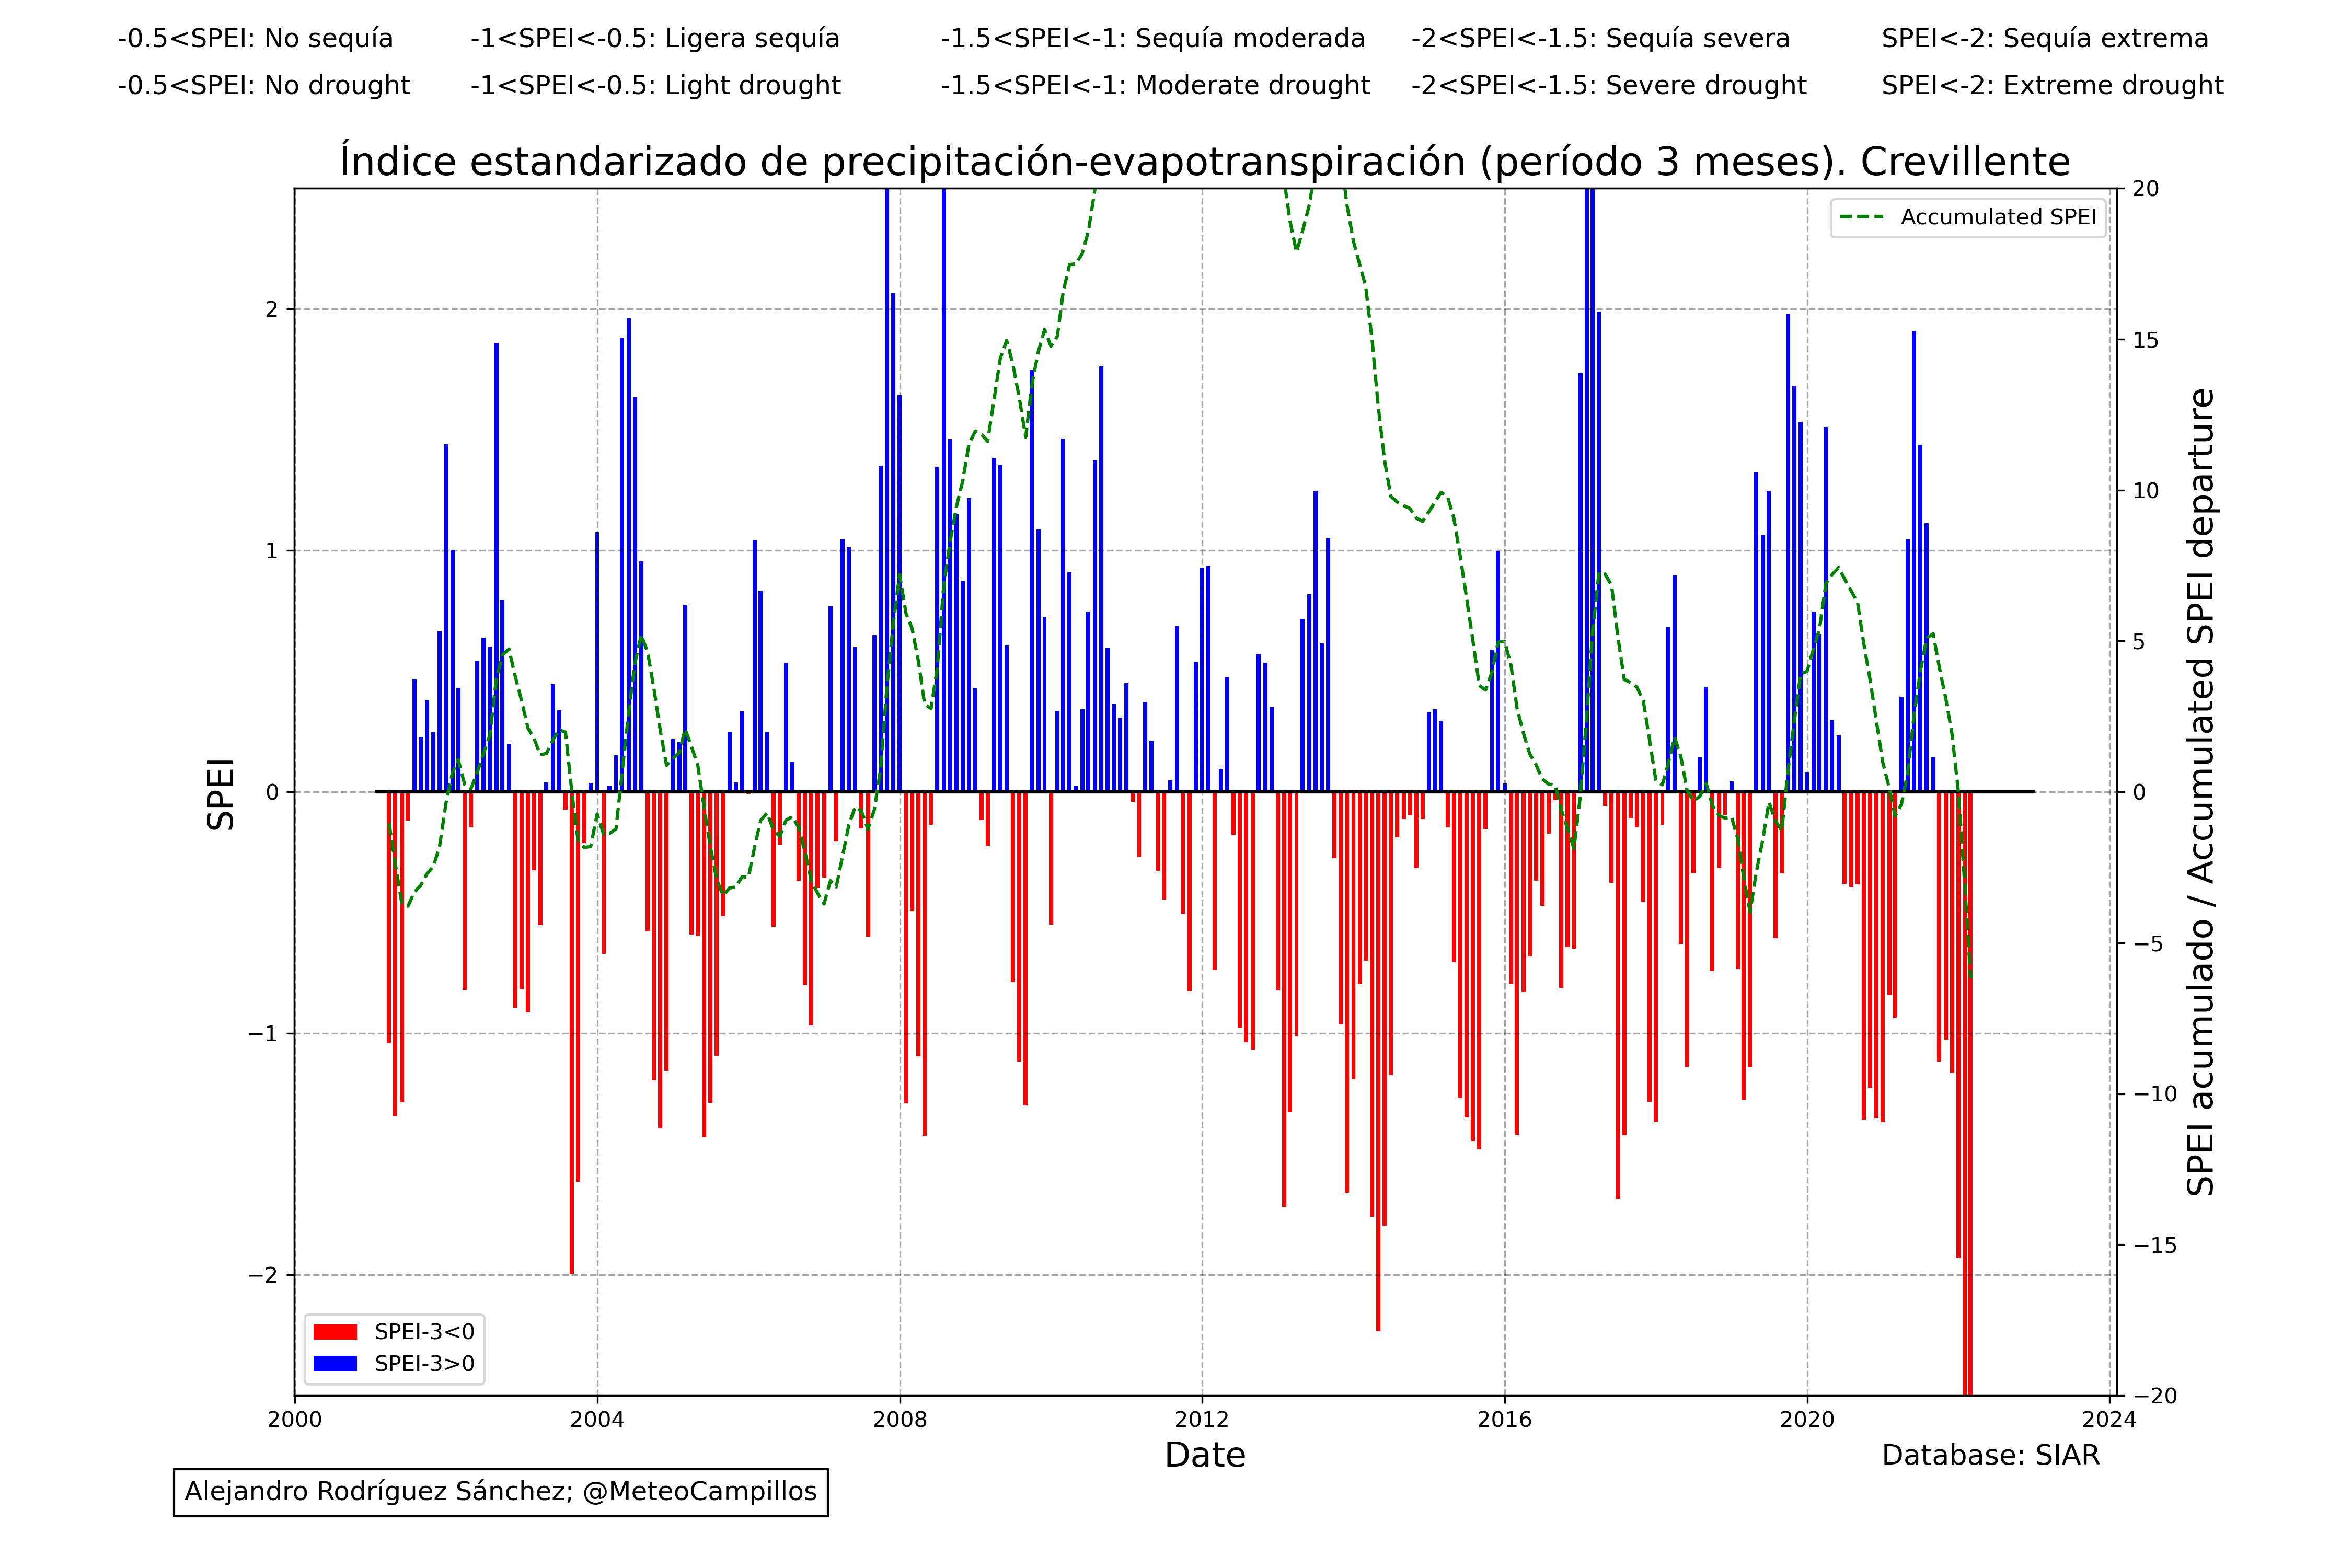 -0.5<SPEI: No sequía -1<SPEI<-0.5: Ligera sequía -1.5<SPEI<-1: Sequía moderada -2<SPEI<-1.5: Sequía severa SPEI<-2: Sequía extrema
-0.5<SPEI: No drought -1<SPEI<-0.5: Light drought -1.5<SPEI<-1: Moderate drought -2<SPEI<-1.5: Severe drought SPEI<-2: Extreme drought
Índice estandarizado de precipitación-evapotranspiración (período 3 meses). Crevillente
Accumulated SPEI
SPEI
2
1
0
−1
−2
20
15
10
5
0
−5
−10
−15
−20
SPEI acumulado / Accumulated SPEI departure
SPEI-3<0
SPEI-3>0
2000 2004 2008 2012 2016 2020 2024
Date
Database: SIAR
Alejandro Rodríguez Sánchez; @MeteoCampillos